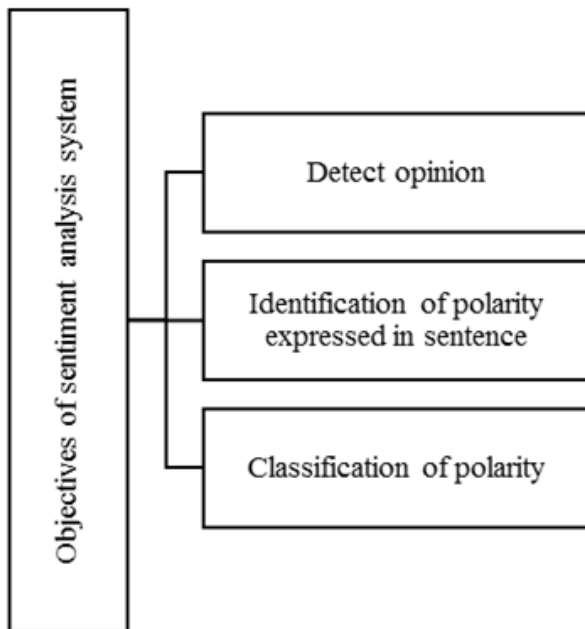 Objectives of sentiment analysis system
Detect opinion
Identification of polarity
expressed in sentence
Classification of polarity